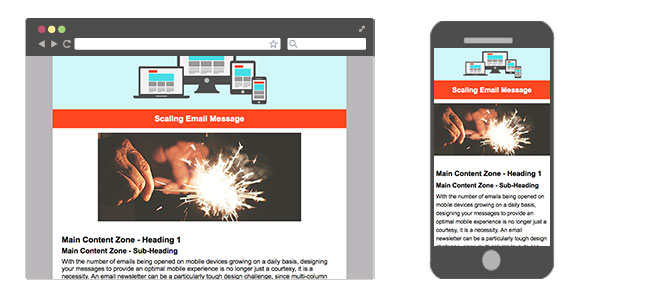 Scaling Email Message
Main Content Zone - Heading 1
Main Content Zone - Sub-Heading
With the number of emails being opened on mobile devices growing on a daily basis, designing
your messages to provide an optimal mobile experience is no longer just a courtesy, it is a
necessity. An email newsletter can be a particularly tough design challenge, since multi-column
Scaling Email Message
Main Content Zone - Heading 1
Main Content Zone - Sub-Heading
With the number of emails being opened on
mobile devices growing on a daily basis,
designing your messages to provide an
optimal mobile experience is no longer just a
courtesy, it is a necessity. An email
newsletter can be a particularly tough design